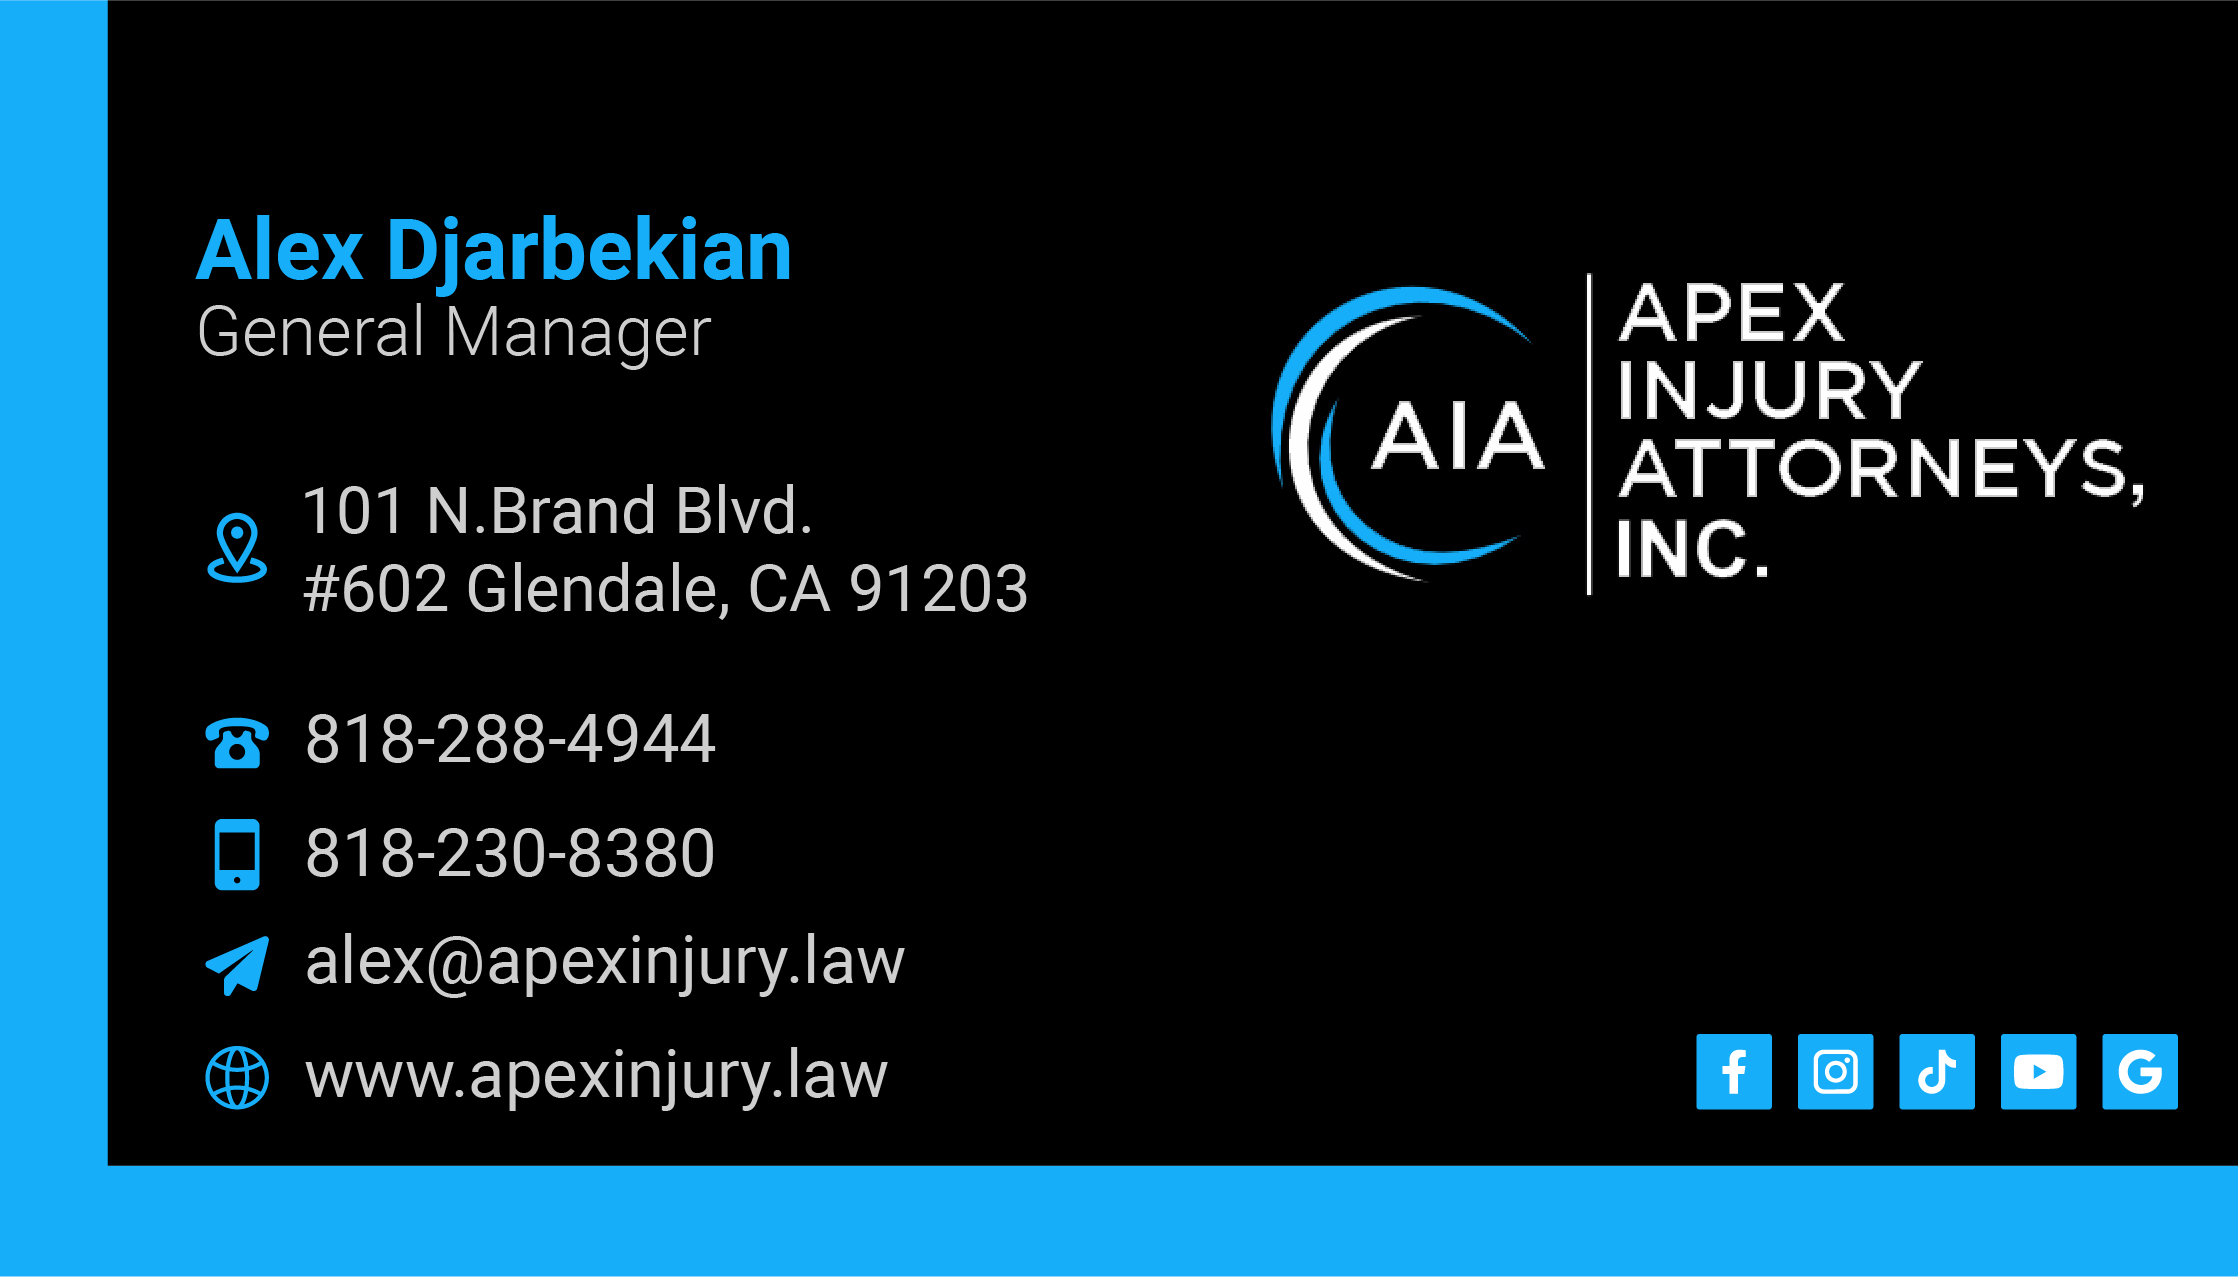 Alex Djarbekian
General Manager
101 N.Brand Blvd.
#602 Glendale, CA 91203
818-288-4944
818-230-8380
alex@apexinjury.law
www.apexinjury.law
AIA
APEX
INJURY
ATTORNEYS,
INC.